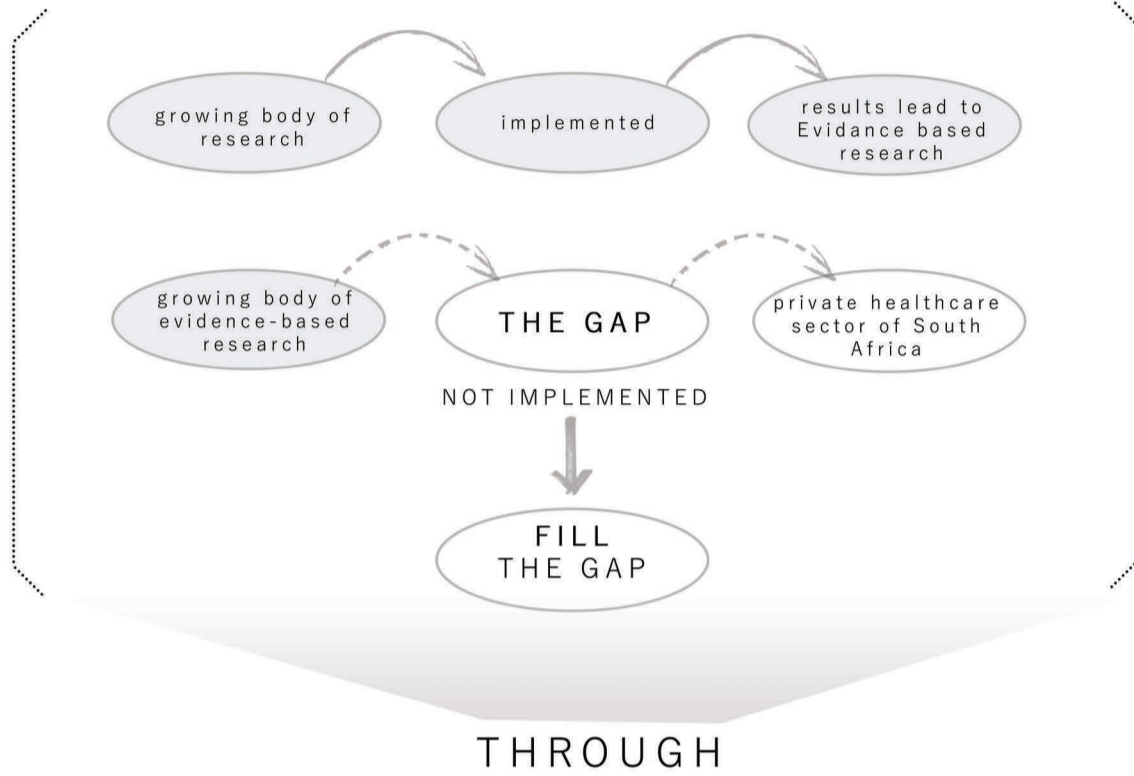 growing body of
research
implemented
results lead to
Evidance based
research
growing body of
evidence-based
research
THE GAP
private healthcare
sector of South
Africa
NOT IMPLEMENTED
FILL
THE GAP
THROUGH